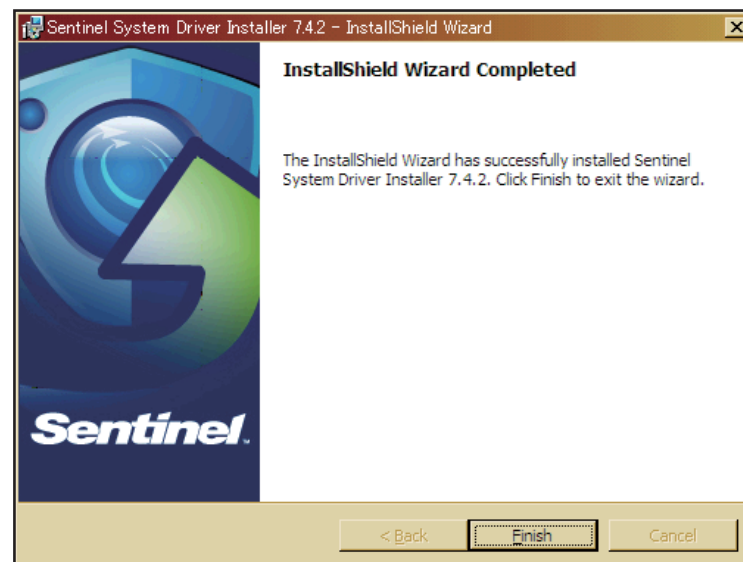 Sentinel System Driver Installer 7.4.2 - InstallShield Wizard
InstallShield Wizard Completed
The InstallShield Wizard has successfully installed Sentinel
System Driver Installer 7.4.2. Click Finish to exit the wizard.
Sentinel
< Back Finish Cancel